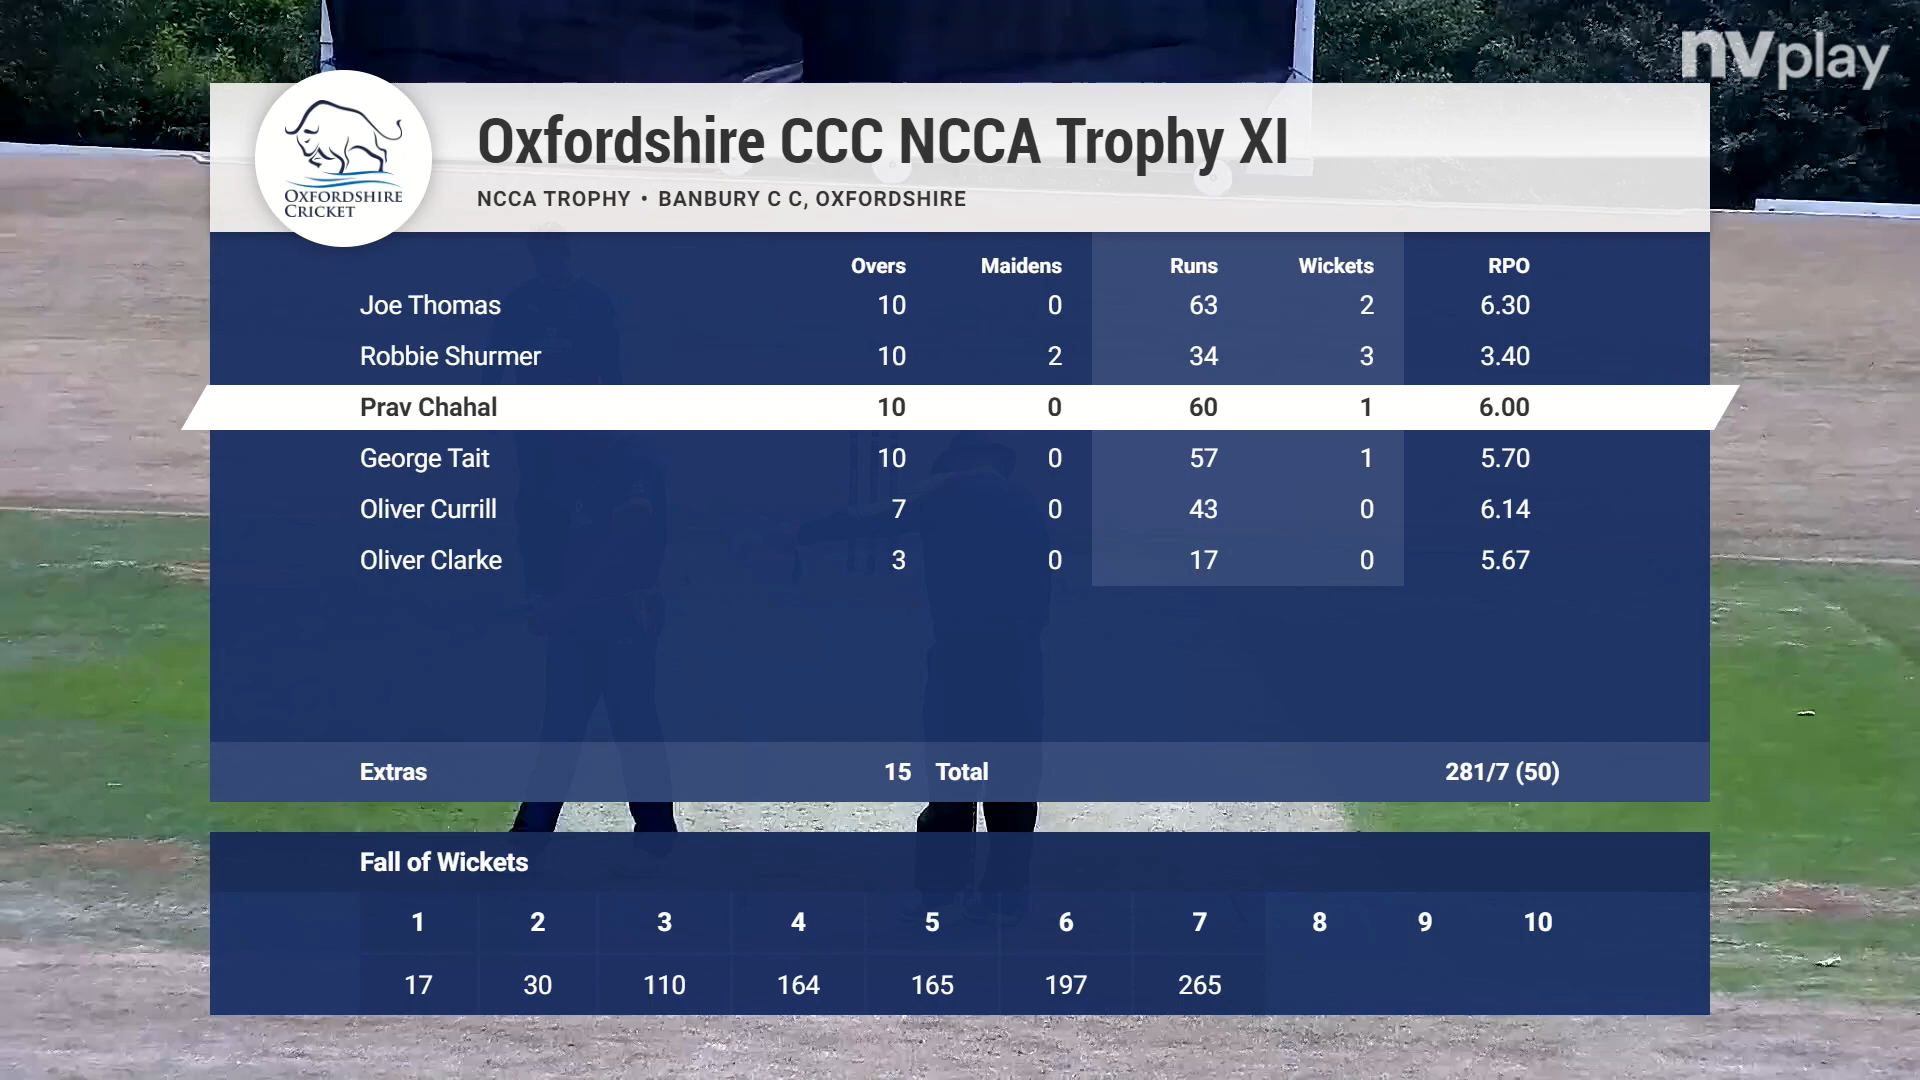 nvplay
OXFORDSHIRE
CRICKET
Oxfordshire CCC NCCA Trophy XI
NCCA TROPHY • BANBURY C C, OXFORDSHIRE
Overs Maidens Runs Wickets RPO
Joe Thomas 10 0 63 2 6.30
Robbie Shurmer 10 2 34 3 3.40
Prav Chahal 10 0 60 1 6.00
George Tait 10 0 57 1 5.70
Oliver Currill 7 0 43 0 6.14
Oliver Clarke 3 0 17 0 5.67
Extras 15 Total 281/7 (50)
Fall of Wickets
1 2 3 4 5 6 7 8 9 10
17 30 110 164 165 197 265